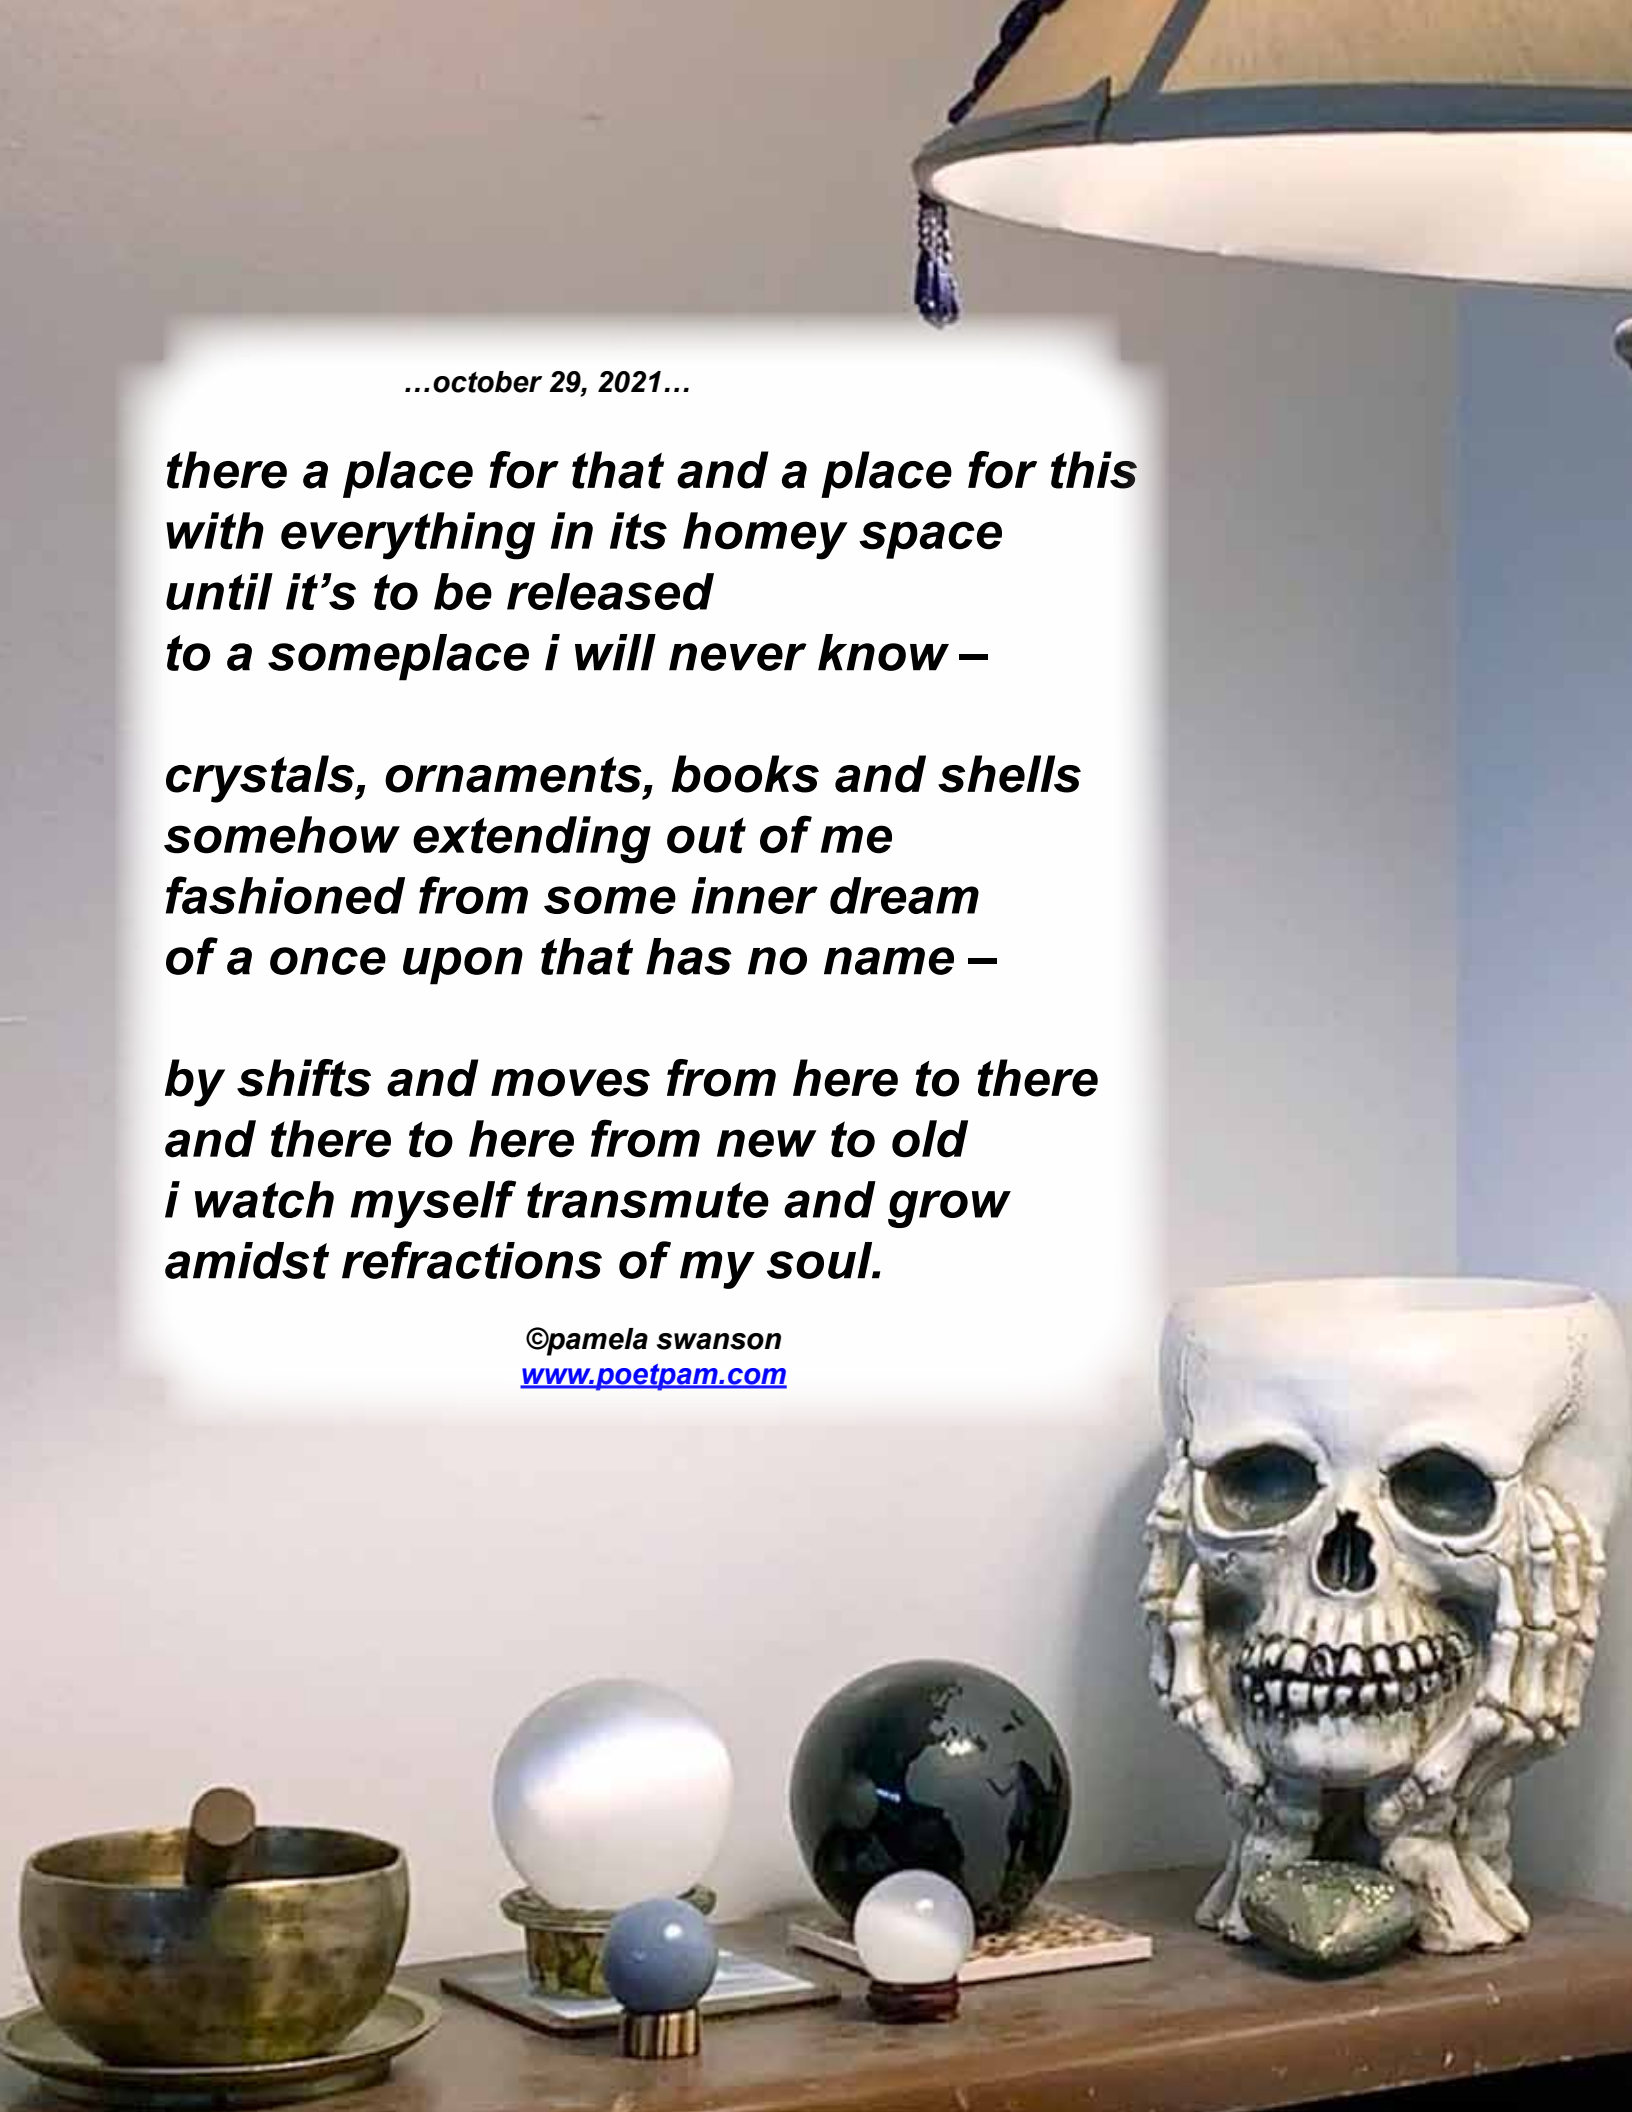 …october 29, 2021…
there a place for that and a place for this
with everything in its homey space
until it’s to be released
to a someplace i will never know –
crystals, ornaments, books and shells
somehow extending out of me
fashioned from some inner dream
of a once upon that has no name –
by shifts and moves from here to there
and there to here from new to old
i watch myself transmute and grow
amidst refractions of my soul.
©pamela swanson
www.poetpam.com